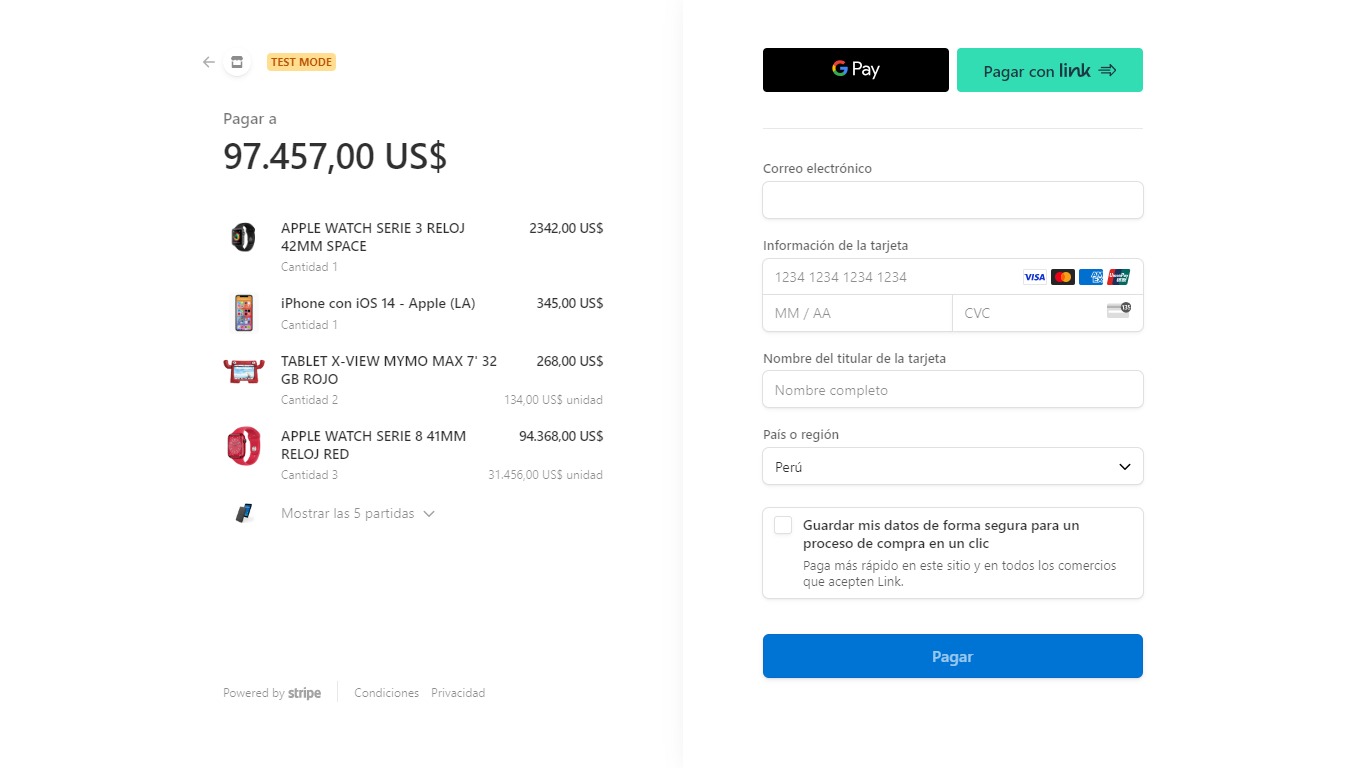 TEST MODE
Pagar a
97.457,00 US$
APPLE WATCH SERIE 3 RELOJ 2342,00 US$
42MM SPACE
Cantidad 1
iPhone con iOS 14 - Apple (LA) 345,00 US$
Cantidad 1
TABLET X-VIEW MYMO MAX 7' 32 268,00 US$
GB ROJO
Cantidad 2 134,00 US$ unidad
APPLE WATCH SERIE 8 41MM 94.368,00 US$
RELOJ RED
Cantidad 3 31.456,00 US$ unidad
Mostrar las 5 partidas
Powered by stripe Condiciones Privacidad
G Pay Pagar con link
Correo electrónico
Información de la tarjeta
1234 1234 1234 1234 VISA AMEX UnionPay
MM / AA CVC 135
Nombre del titular de la tarjeta
Nombre completo
País o región
Perú
Guardar mis datos de forma segura para un
proceso de compra en un clic
Paga más rápido en este sitio y en todos los comercios
que acepten Link.
Pagar